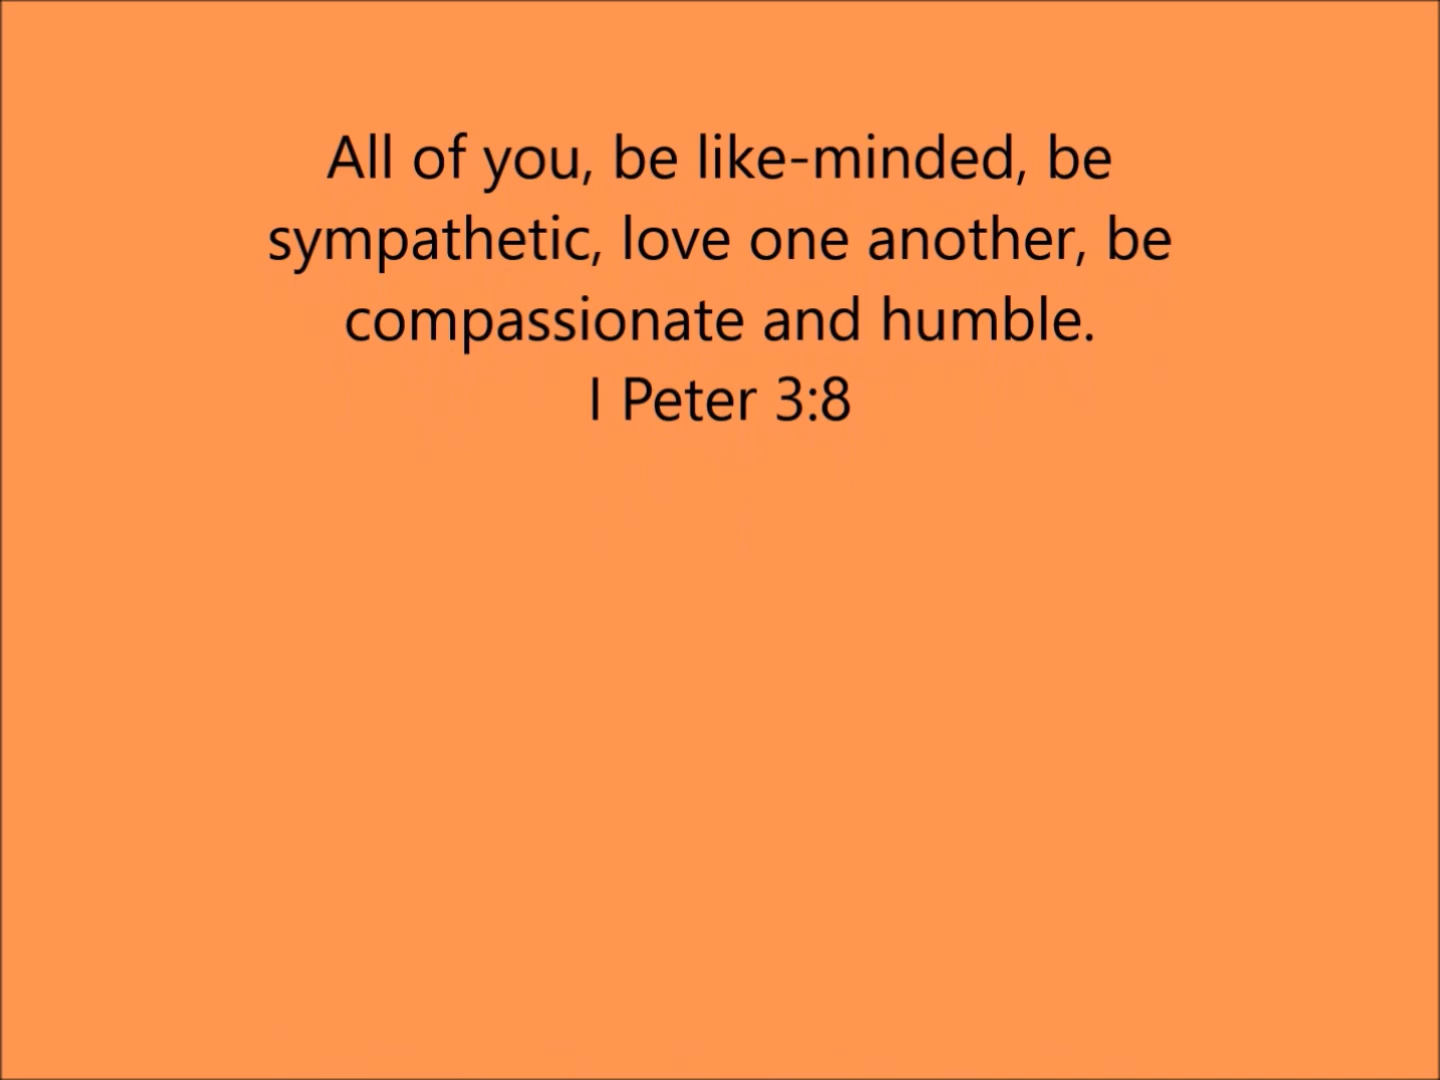 All of you, be like-minded, be
sympathetic, love one another, be
compassionate and humble.
I Peter 3:8